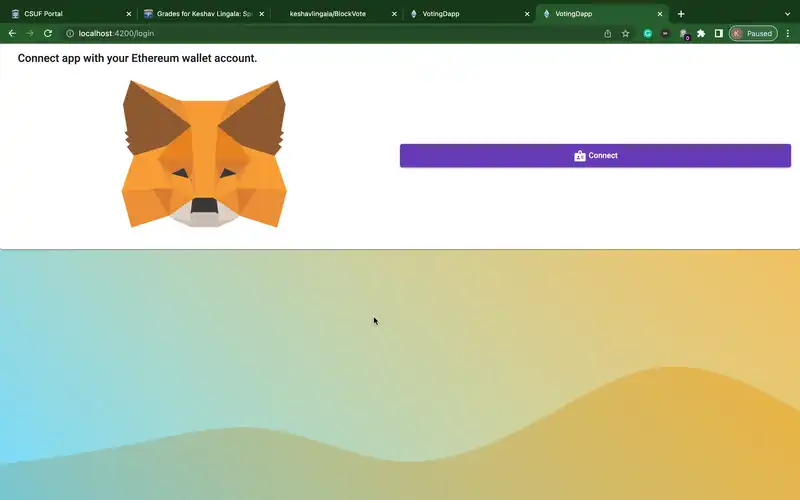 CSUF Portal
Grades for Keshav Lingala: Sp
keshavlingala/BlockVote
VotingDapp
VotingDapp
localhost:4200/login
K Paused
Connect app with your Ethereum wallet account.
Connect